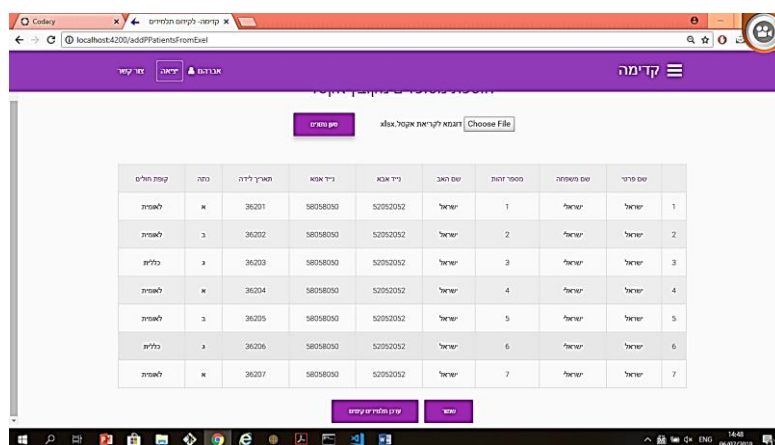 Codacy
קדימה- לקידום תלמידים
localhost:4200/addPPatientsFromExel
קדימה
אברהם יציאה צור קשר
Choose File דוגמא לקריאת אקסל.xlsx
טען נתונים
שם פרטי שם משפחה מספר זהות שם האב נייד אבא נייד אמא תאריך לידה כתה קופת חולים
1 ישראל ישראלי 1 ישראל 52052052 58058050 36201 א לאומית
2 ישראל ישראלי 2 ישראל 52052052 58058050 36202 ב לאומית
3 ישראל ישראלי 3 ישראל 52052052 58058050 36203 ג כללית
4 ישראל ישראלי 4 ישראל 52052052 58058050 36204 א לאומית
5 ישראל ישראלי 5 ישראל 52052052 58058050 36205 ב לאומית
6 ישראל ישראלי 6 ישראל 52052052 58058050 36206 ג כללית
7 ישראל ישראלי 7 ישראל 52052052 58058050 36207 א לאומית
שמור עדכן תלמידים קיימים
ENG 14:48